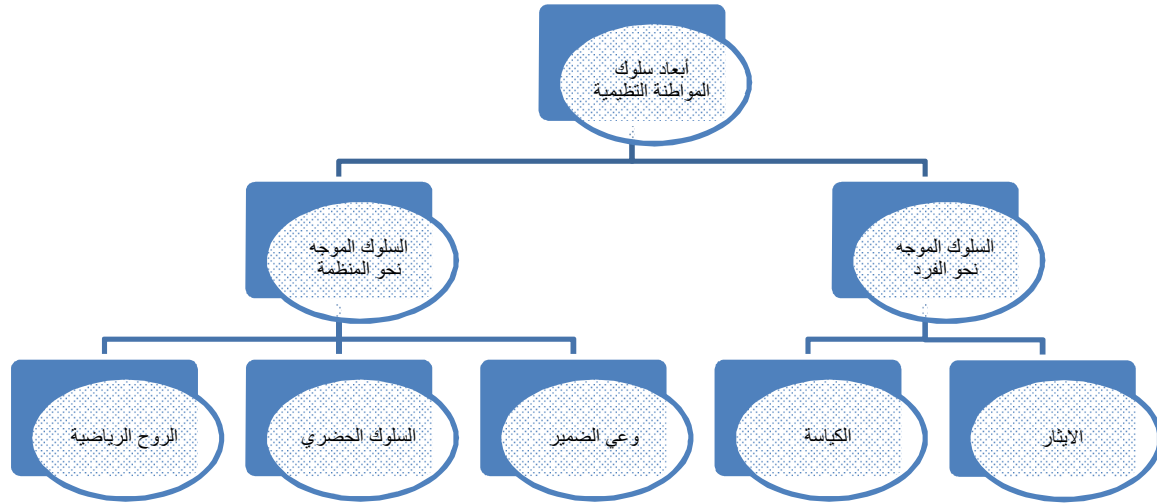 أبعاد سلوك
المواطنة التظيمية
السلوك الموجه
نحو الفرد
السلوك الموجه
نحو المنظمة
الايثار
الكياسة
وعي الضمير
السلوك الحضري
الروح الرياضية